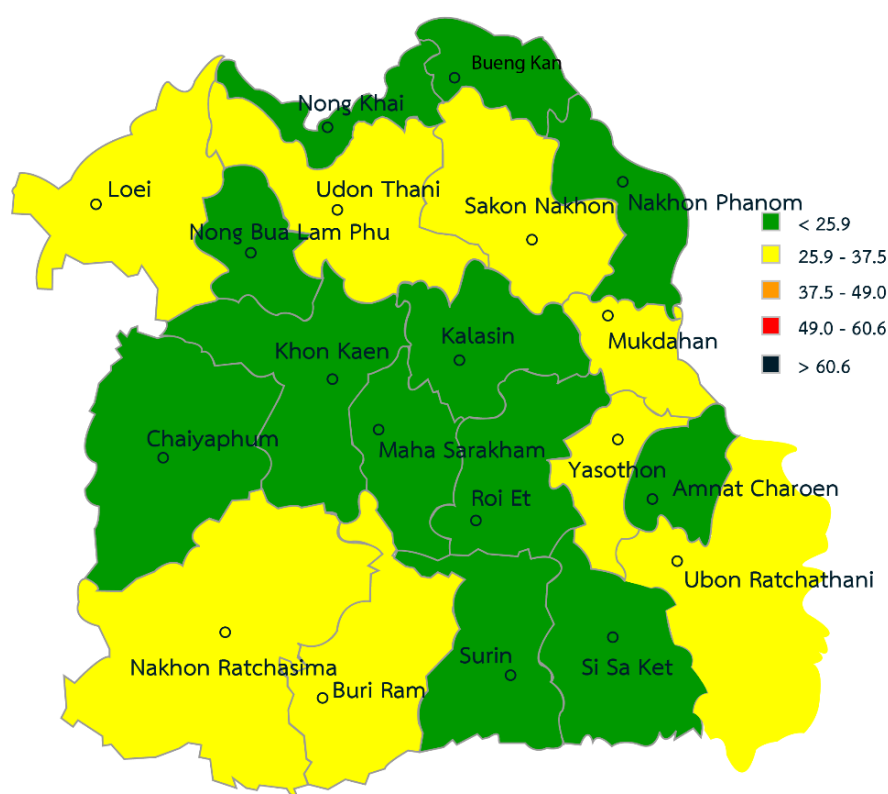 Bueng Kan
Nong Khai
Loei
Udon Thani
Sakon Nakhon
Nakhon Phanom
Nong Bua Lam Phu
< 25.9
25.9 - 37.5
37.5 - 49.0
49.0 - 60.6
> 60.6
Mukdahan
Kalasin
Khon Kaen
Chaiyaphum
Maha Sarakham
Yasothon
Roi Et
Amnat Charoen
Ubon Ratchathani
Surin
Si Sa Ket
Nakhon Ratchasima
Buri Ram